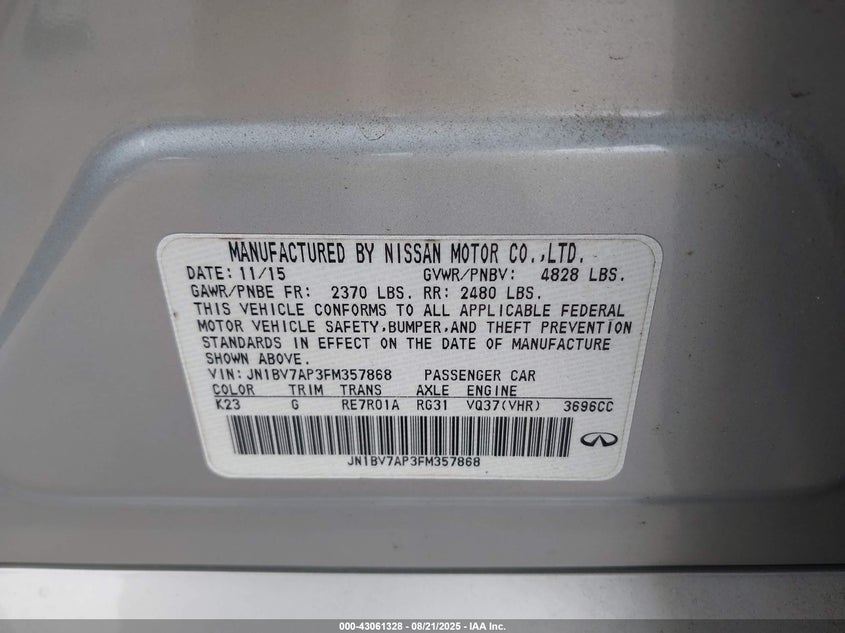 MANUFACTURED BY NISSAN MOTOR CO.,LTD.
DATE: 11/15 GVWR/PNBV: 4828 LBS.
GAWR/PNBE FR: 2370 LBS. RR: 2480 LBS.
THIS VEHICLE CONFORMS TO ALL APPLICABLE FEDERAL
MOTOR VEHICLE SAFETY,BUMPER,AND THEFT PREVENTION
STANDARDS IN EFFECT ON THE DATE OF MANUFACTURE
SHOWN ABOVE.
VIN: JN1BV7AP3FM357868 PASSENGER CAR
COLOR TRIM TRANS AXLE ENGINE
K23 G RE7R01A RG31 VQ37(VHR) 3696CC
JN1BV7AP3FM357868
000-43061328 - 08/21/2025 - IAA Inc.